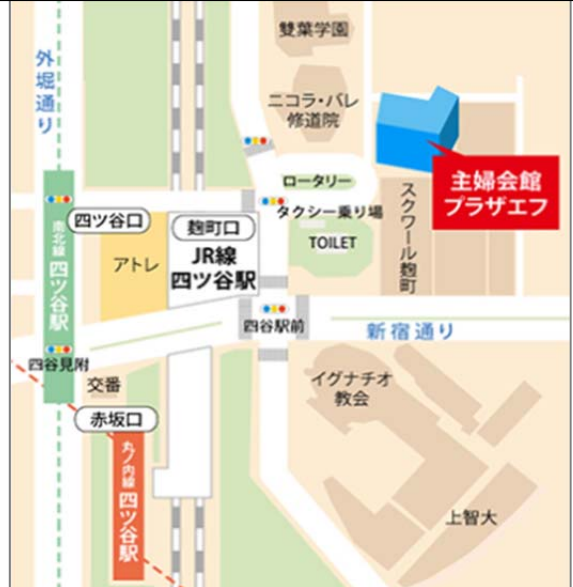 雙葉学園
外堀通り
ニコラ・バレ
修道院
ロータリー
主婦会館
プラザエフ
四ツ谷口
麹町口
タクシー乗り場
スクワール麹町
南北線 四ツ谷駅
アトレ
JR線
四ツ谷駅
TOILET
四谷駅前
新宿通り
四谷見附
交番
イグナチオ
教会
赤坂口
丸ノ内線 四ツ谷駅
上智大